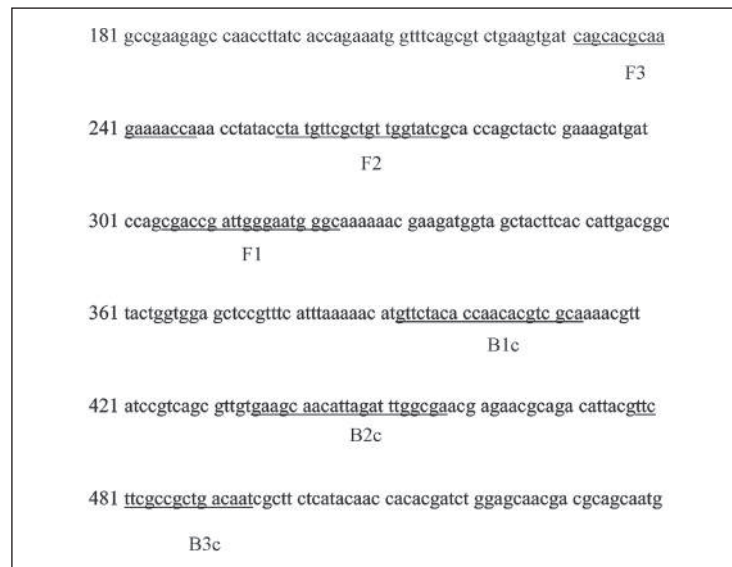 181 gccgaagagc caaccttatc accagaaatg gtttcagcgt ctgaagtgat cagcacgcaa
F3
241 gaaaaccaaa cctataccta tgttcgctgt tggtatcgca ccagctactc gaaagatgat
F2
301 ccagcgaccg attgggaatg ggcaaaaaac gaagatggta gctacttcac cattgacggc
F1
361 tactggtgga gctccgtttc atttaaaaac atgttctaca ccaacacgtc gcaaaacgtt
B1c
421 atccgtcagc gttgtgaagc aacattagat ttggcgaacg agaacgcaga cattacgttc
B2c
481 ttcgccgctg acaatcgctt ctcatacaac cacacgatct ggagcaacga cgcagcaatg
B3c